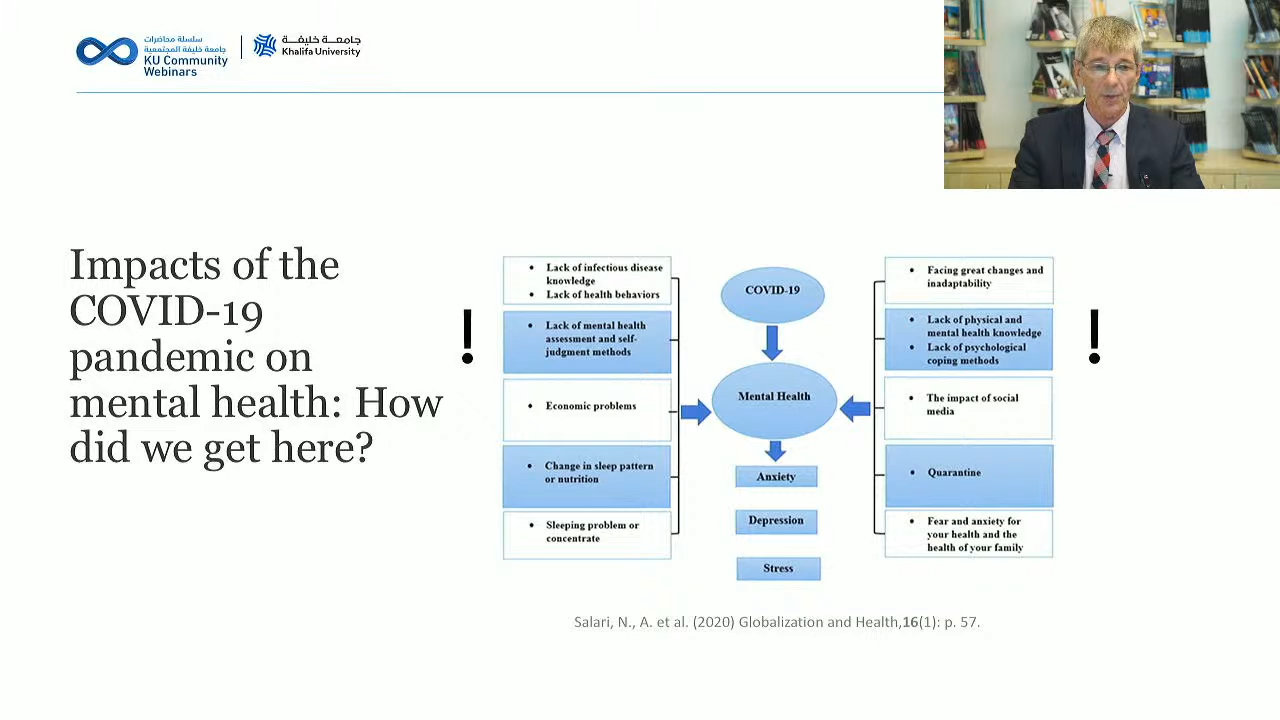 سلسلة محاضرات
جامعة خليفة المجتمعية
KU Community
Webinars
جامعــة خليفــة
Khalifa University
Impacts of the
COVID-19
pandemic on
mental health: How
did we get here?
!
• Lack of infectious disease
knowledge
• Lack of health behaviors
• Lack of mental health
assessment and self-
judgment methods
• Economic problems
• Change in sleep pattern
or nutrition
• Sleeping problem or
concentrate
COVID-19
Mental Health
Anxiety
Depression
Stress
• Facing great changes and
inadaptability
• Lack of physical and
mental health knowledge
• Lack of psychological
coping methods
• The impact of social
media
• Quarantine
• Fear and anxiety for
your health and the
health of your family
!
Salari, N., A. et al. (2020) Globalization and Health,16(1): p. 57.